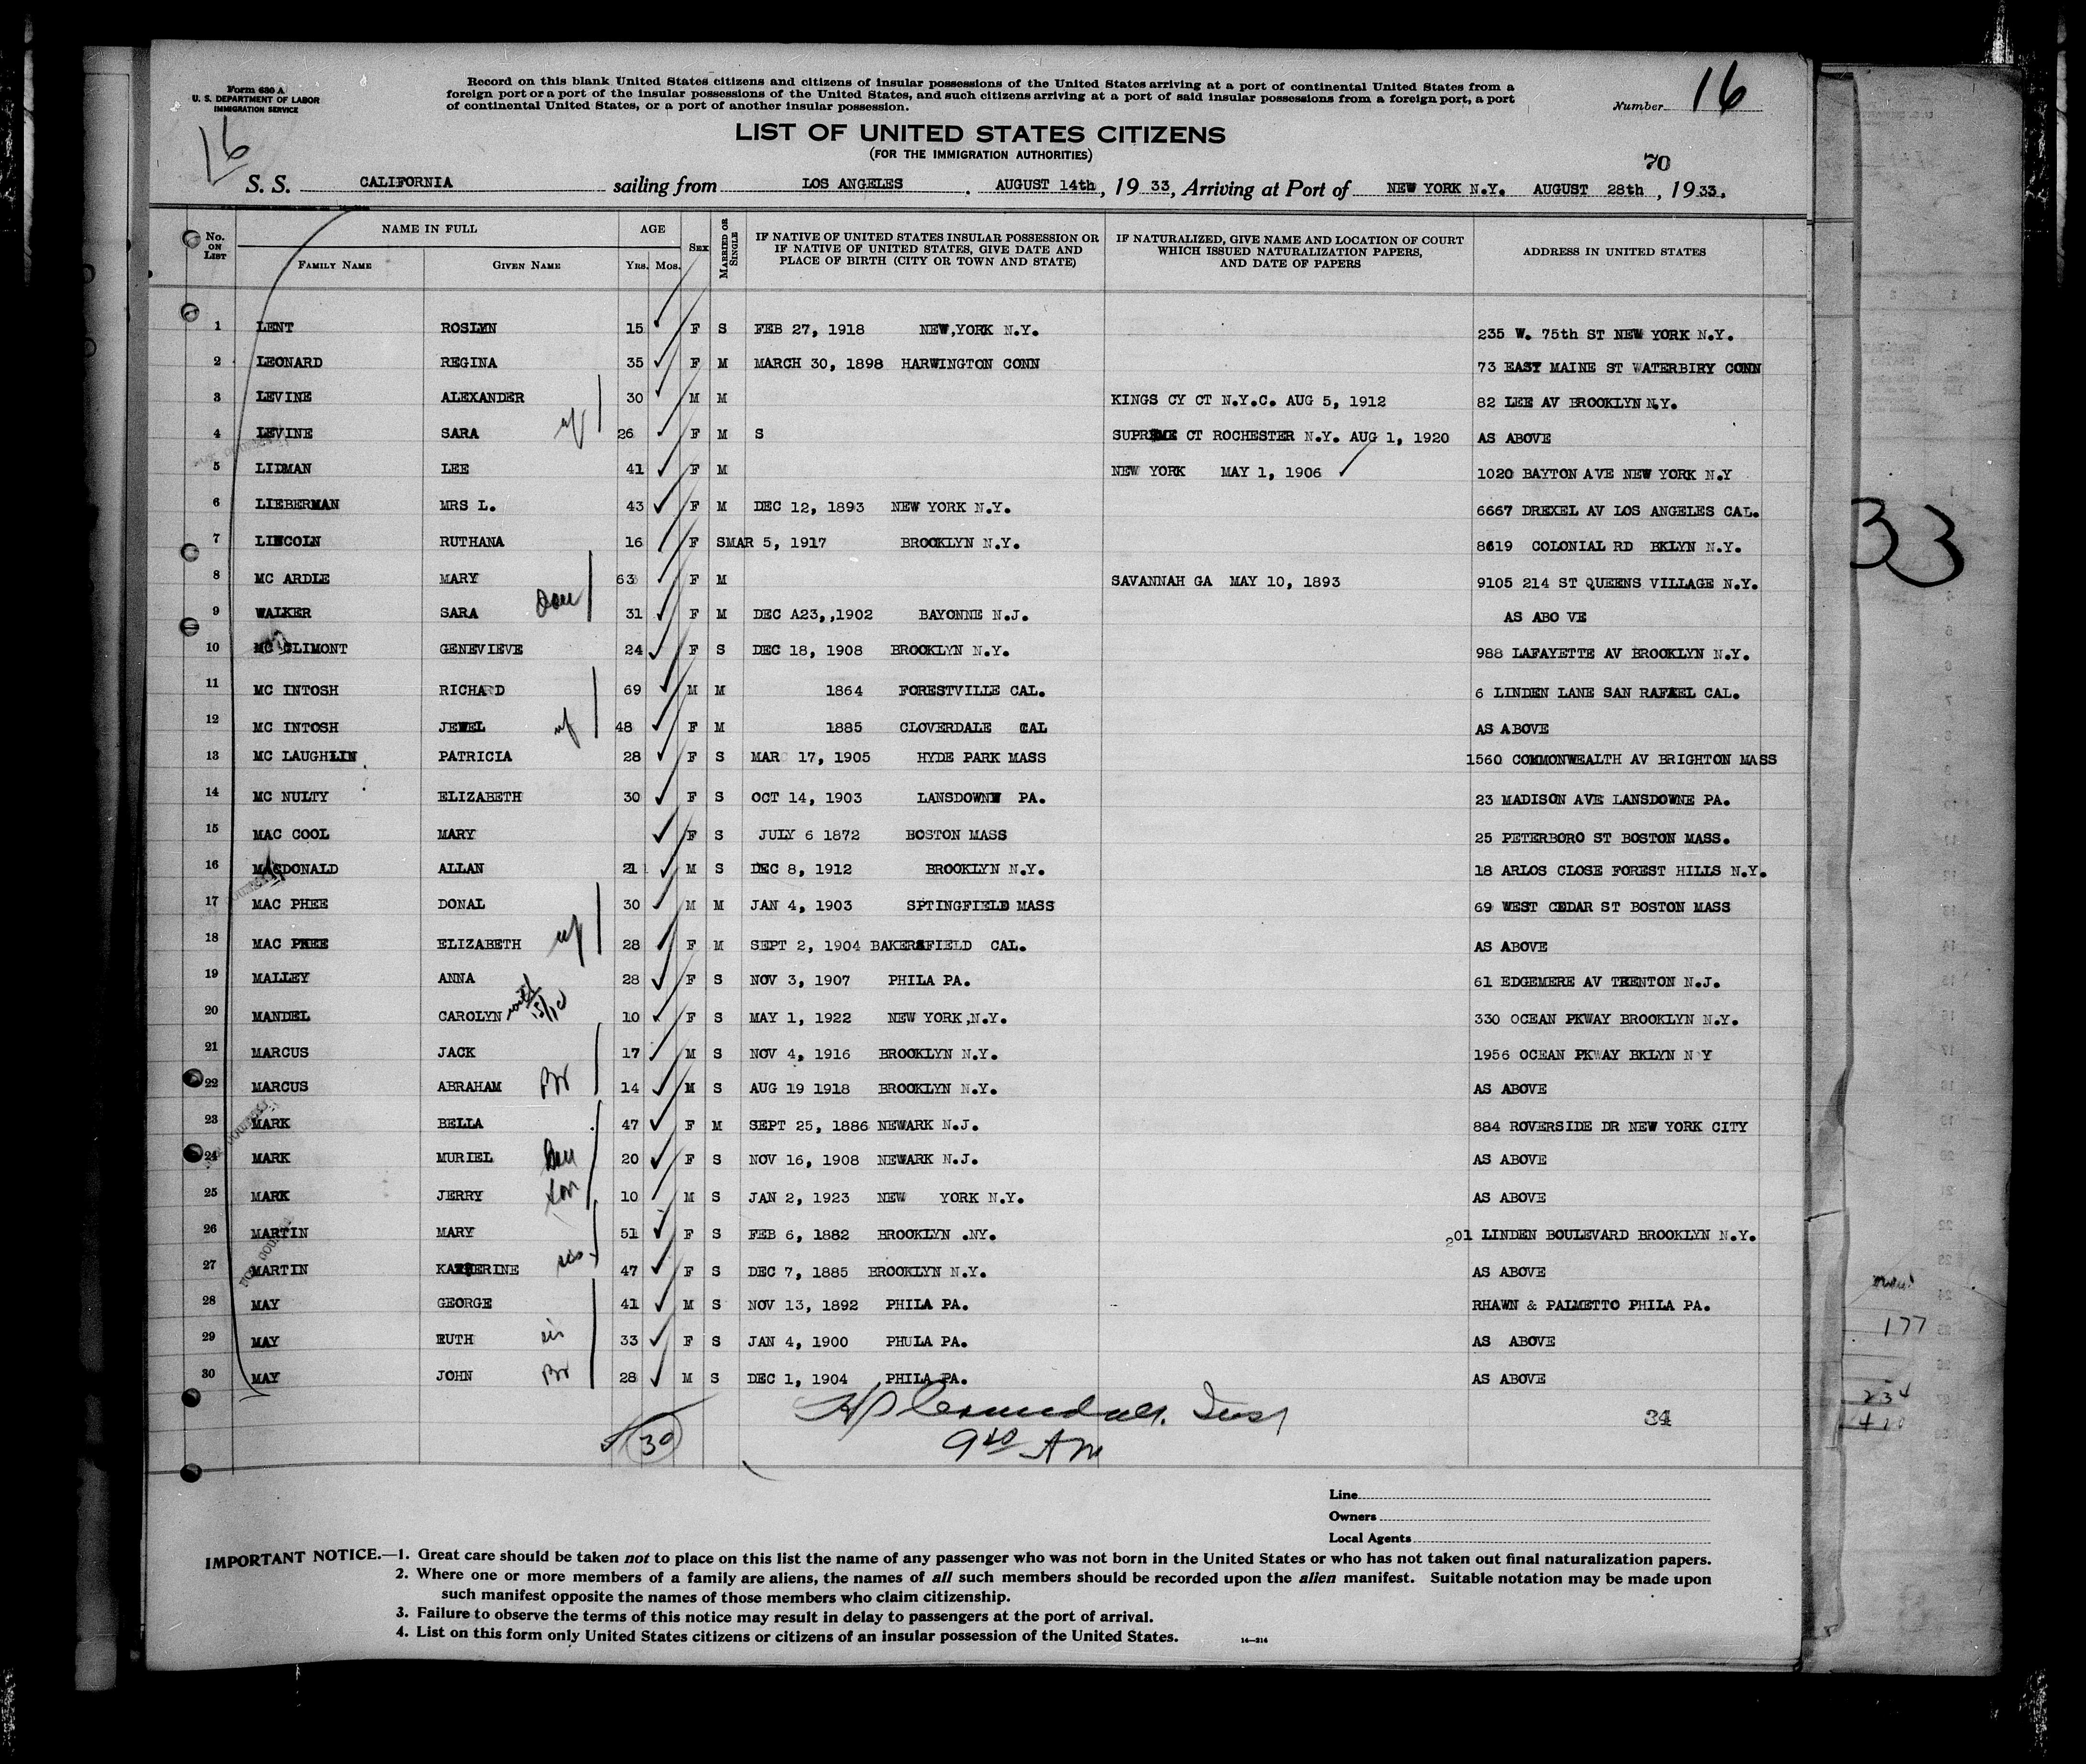 Form 630 A
U. S. DEPARTMENT OF LABOR
IMMIGRATION SERVICE
Record on this blank United States citizens and citizens of insular possessions of the United States arriving at a port of continental United States from a
foreign port or a port of the insular possessions of the United States, and such citizens arriving at a port of said insular possessions from a foreign port, a port
of continental United States, or a port of another insular possession.
Number 16
16
LIST OF UNITED STATES CITIZENS
(FOR THE IMMIGRATION AUTHORITIES)
70
S. S. CALIFORNIA sailing from LOS ANGELES . AUGUST 14th, 1933, Arriving at Port of NEW YORK N.Y. AUGUST 28th, 1933.
No. ON LIST NAME IN FULL FAMILY NAME GIVEN NAME AGE YRS. MOS. SEX MARRIED OR SINGLE IF NATIVE OF UNITED STATES INSULAR POSSESSION OR IF NATIVE OF UNITED STATES, GIVE DATE AND PLACE OF BIRTH (CITY OR TOWN AND STATE) IF NATURALIZED, GIVE NAME AND LOCATION OF COURT WHICH ISSUED NATURALIZATION PAPERS, AND DATE OF PAPERS ADDRESS IN UNITED STATES
1 LENT ROSLYN 15 F S FEB 27, 1918 NEW,YORK N.Y. 235 W. 75th ST NEW YORK N.Y.
2 LEONARD REGINA 35 F M MARCH 30, 1898 HARWINGTON CONN 73 EAST MAINE ST WATERBIRY CONN
3 LEVINE ALEXANDER 30 M M KINGS CY CT N.Y.C. AUG 5, 1912 82 LEE AV BROOKLYN N.Y.
4 LEVINE SARA wf 26 F M S SUPREME CT ROCHESTER N.Y. AUG 1, 1920 AS ABOVE
5 LIDMAN LEE 41 F M NEW YORK MAY 1, 1906 1020 BAYTON AVE NEW YORK N.Y
6 LIEBERMAN MRS L. 43 F M DEC 12, 1893 NEW YORK N.Y. 6667 DREXEL AV LOS ANGELES CAL.
7 LINCOLN RUTHANA 16 F S MAR 5, 1917 BROOKLYN N.Y. 8619 COLONIAL RD BKLYN N.Y.
8 MC ARDLE MARY 63 F M SAVANNAH GA MAY 10, 1893 9105 214 ST QUEENS VILLAGE N.Y.
9 WALKER SARA Dau 31 F M DEC A23,,1902 BAYONNE N.J. AS ABO VE
10 MC CLIMONT GENEVIEVE 24 F S DEC 18, 1908 BROOKLYN N.Y. 988 LAFAYETTE AV BROOKLYN N.Y.
11 MC INTOSH RICHARD 69 M M 1864 FORESTVILLE CAL. 6 LINDEN LANE SAN RAFAEL CAL.
12 MC INTOSH JEWEL wf 48 F M 1885 CLOVERDALE CAL AS ABOVE
13 MC LAUGHLIN PATRICIA 28 F S MAR 17, 1905 HYDE PARK MASS 1560 COMMONWEALTH AV BRIGHTON MASS
14 MC NULTY ELIZABETH 30 F S OCT 14, 1903 LANSDOWNE PA. 23 MADISON AVE LANSDOWNE PA.
15 MAC COOL MARY F S JULY 6 1872 BOSTON MASS 25 PETERBORO ST BOSTON MASS.
16 MACDONALD ALLAN 21 M S DEC 8, 1912 BROOKLYN N.Y. 18 ARLOS CLOSE FOREST HILLS N.Y.
17 MAC PHEE DONAL 30 M M JAN 4, 1903 SPTINGFIELD MASS 69 WEST CEDAR ST BOSTON MASS
18 MAC PHEE ELIZABETH wf 28 F M SEPT 2, 1904 BAKERSFIELD CAL. AS ABOVE
19 MALLEY ANNA 28 F S NOV 3, 1907 PHILA PA. 61 EDGEMERE AV TRENTON N.J.
20 MANDEL CAROLYN with 15/10 10 F S MAY 1, 1922 NEW YORK,N.Y. 330 OCEAN PKWAY BROOKLYN N.Y.
21 MARCUS JACK 17 M S NOV 4, 1916 BROOKLYN N.Y. 1956 OCEAN PKWAY BKLYN N Y
22 MARCUS ABRAHAM Br 14 M S AUG 19 1918 BROOKLYN N.Y. AS ABOVE
23 MARK BELLA 47 F M SEPT 25, 1886 NEWARK N.J. 884 ROVERSIDE DR NEW YORK CITY
24 MARK MURIEL Dau 20 F S NOV 16, 1908 NEWARK N.J. AS ABOVE
25 MARK JERRY son 10 M S JAN 2, 1923 NEW YORK N.Y. AS ABOVE
26 MARTIN MARY 51 F S FEB 6, 1882 BROOKLYN .NY. 201 LINDEN BOULEVARD BROOKLYN N.Y.
27 MARTIN KATHERINE sis 47 F S DEC 7, 1885 BROOKLYN N.Y. AS ABOVE
28 MAY GEORGE 41 M S NOV 13, 1892 PHILA PA. RHAWN & PALMETTO PHILA PA.
29 MAY RUTH sis 33 F S JAN 4, 1900 PHULA PA. AS ABOVE
30 MAY JOHN Br 28 M S DEC 1, 1904 PHILA PA. AS ABOVE
30
9 40 AM
34
33
177
234
Line
Owners
Local Agents
IMPORTANT NOTICE.—1. Great care should be taken not to place on this list the name of any passenger who was not born in the United States or who has not taken out final naturalization papers.
2. Where one or more members of a family are aliens, the names of all such members should be recorded upon the alien manifest. Suitable notation may be made upon
such manifest opposite the names of those members who claim citizenship.
3. Failure to observe the terms of this notice may result in delay to passengers at the port of arrival.
4. List on this form only United States citizens or citizens of an insular possession of the United States.
14—214